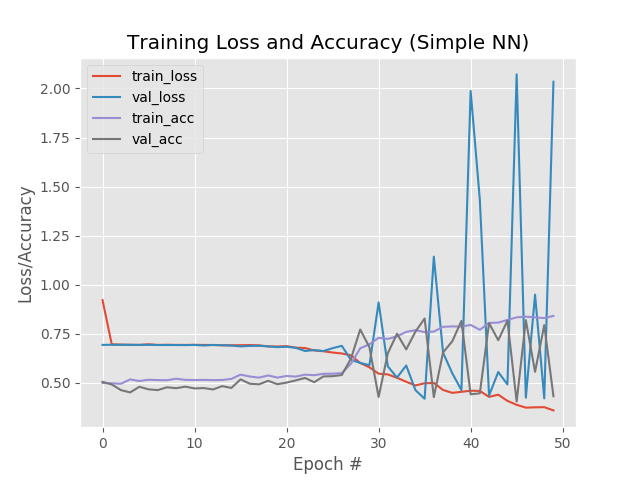 Training Loss and Accuracy (Simple NN)
train_loss
val_loss
train_acc
val_acc
2.00
1.75
1.50
1.25
1.00
0.75
0.50
Loss/Accuracy
0 10 20 30 40 50
Epoch #